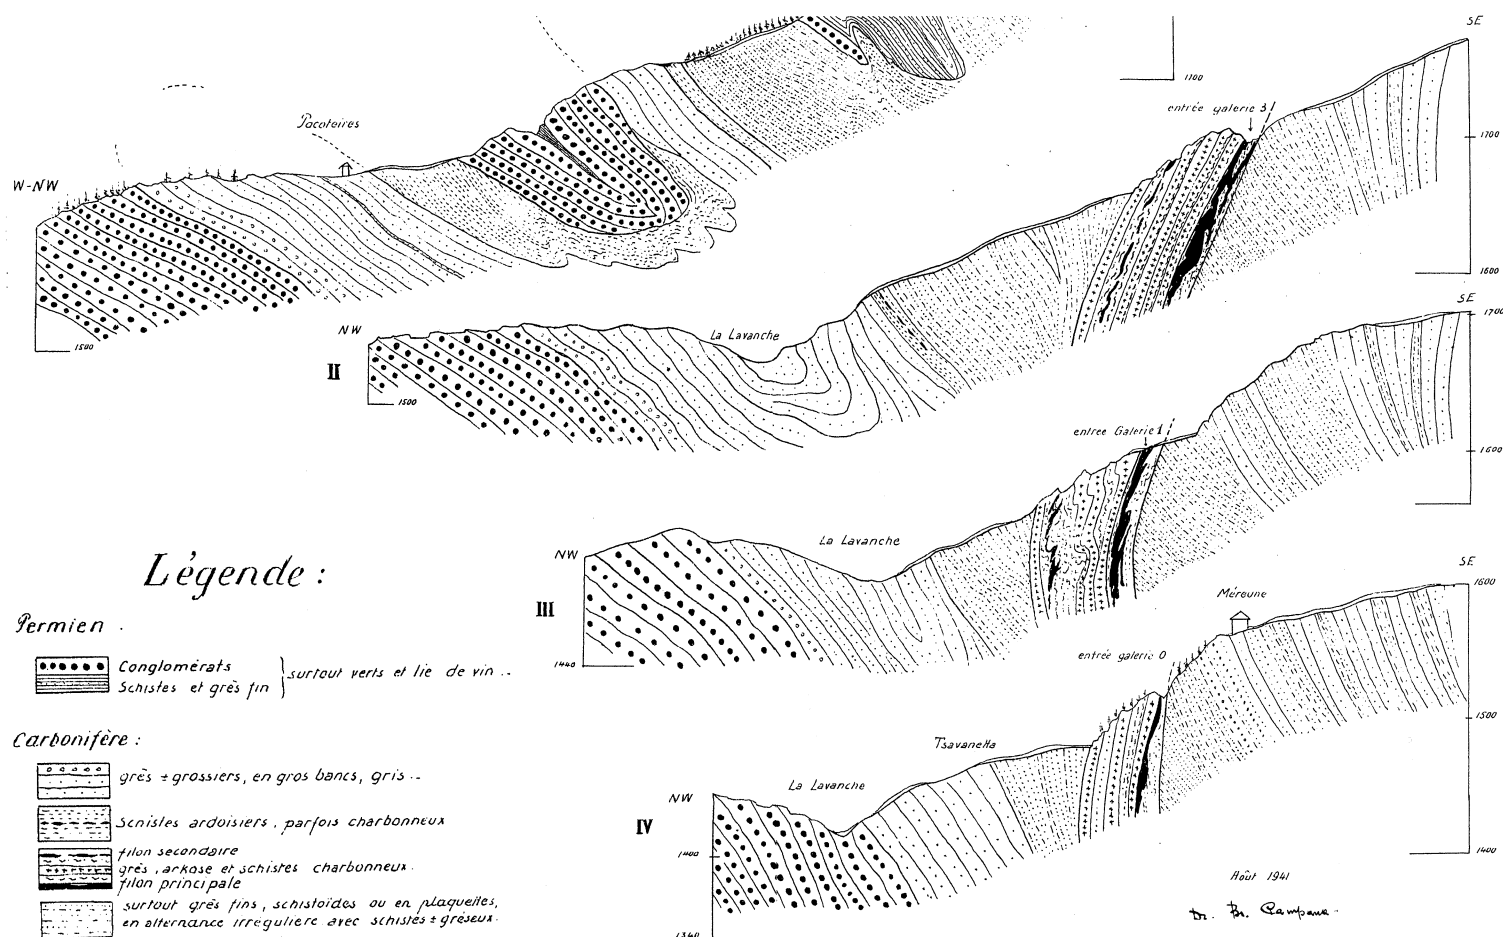 SE
1700
entrée galerie 3
1700
Pacoteires
W-NW
1600
SE
1700
1500
NW
La Lavanche
II
1500
entrée Galerie 1
1600
Légende :
NW
La Lavanche
SE
1600
III
Méreune
Permien .
1440
entrée galerie 0
Conglomérats
surtout verts et lie de vin ..
Schistes et grès fin
1500
Carbonifère :
Tsavanetta
grès ± grossiers, en gros bancs, gris ..
La Lavanche
NW
IV
schistes ardoisiers, parfois charbonneux
1400
1400
filon secondaire
grès, arkose et schistes charbonneux.
filon principale
Août 1941
surtout grès fins, schistoïdes ou en plaquettes,
en alternance irrégulière avec schistes ± gréseux.
Dr. Br. Campana
1340